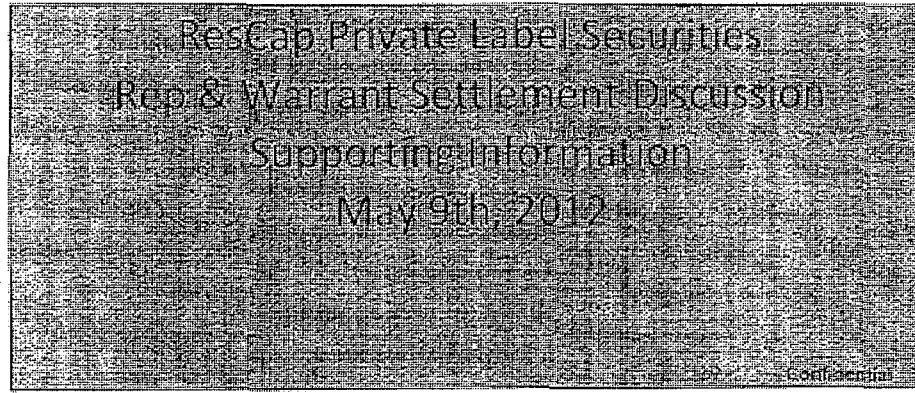 ResCap Private Label Securities
Rep & Warrant Settlement Discussion
Supporting Information
May 9th, 2012
Confidential